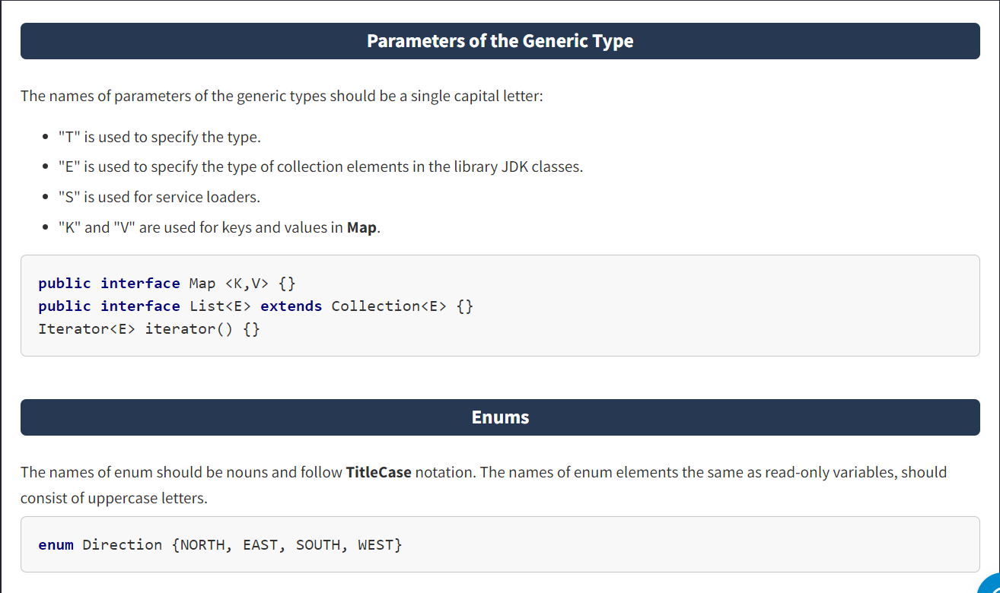 Parameters of the Generic Type
The names of parameters of the generic types should be a single capital letter:
• "T" is used to specify the type.
• "E" is used to specify the type of collection elements in the library JDK classes.
• "S" is used for service loaders.
• "K" and "V" are used for keys and values in Map.
public interface Map <K,V> {}
public interface List<E> extends Collection<E> {}
Iterator<E> iterator() {}
Enums
The names of enum should be nouns and follow TitleCase notation. The names of enum elements the same as read-only variables, should
consist of uppercase letters.
enum Direction {NORTH, EAST, SOUTH, WEST}